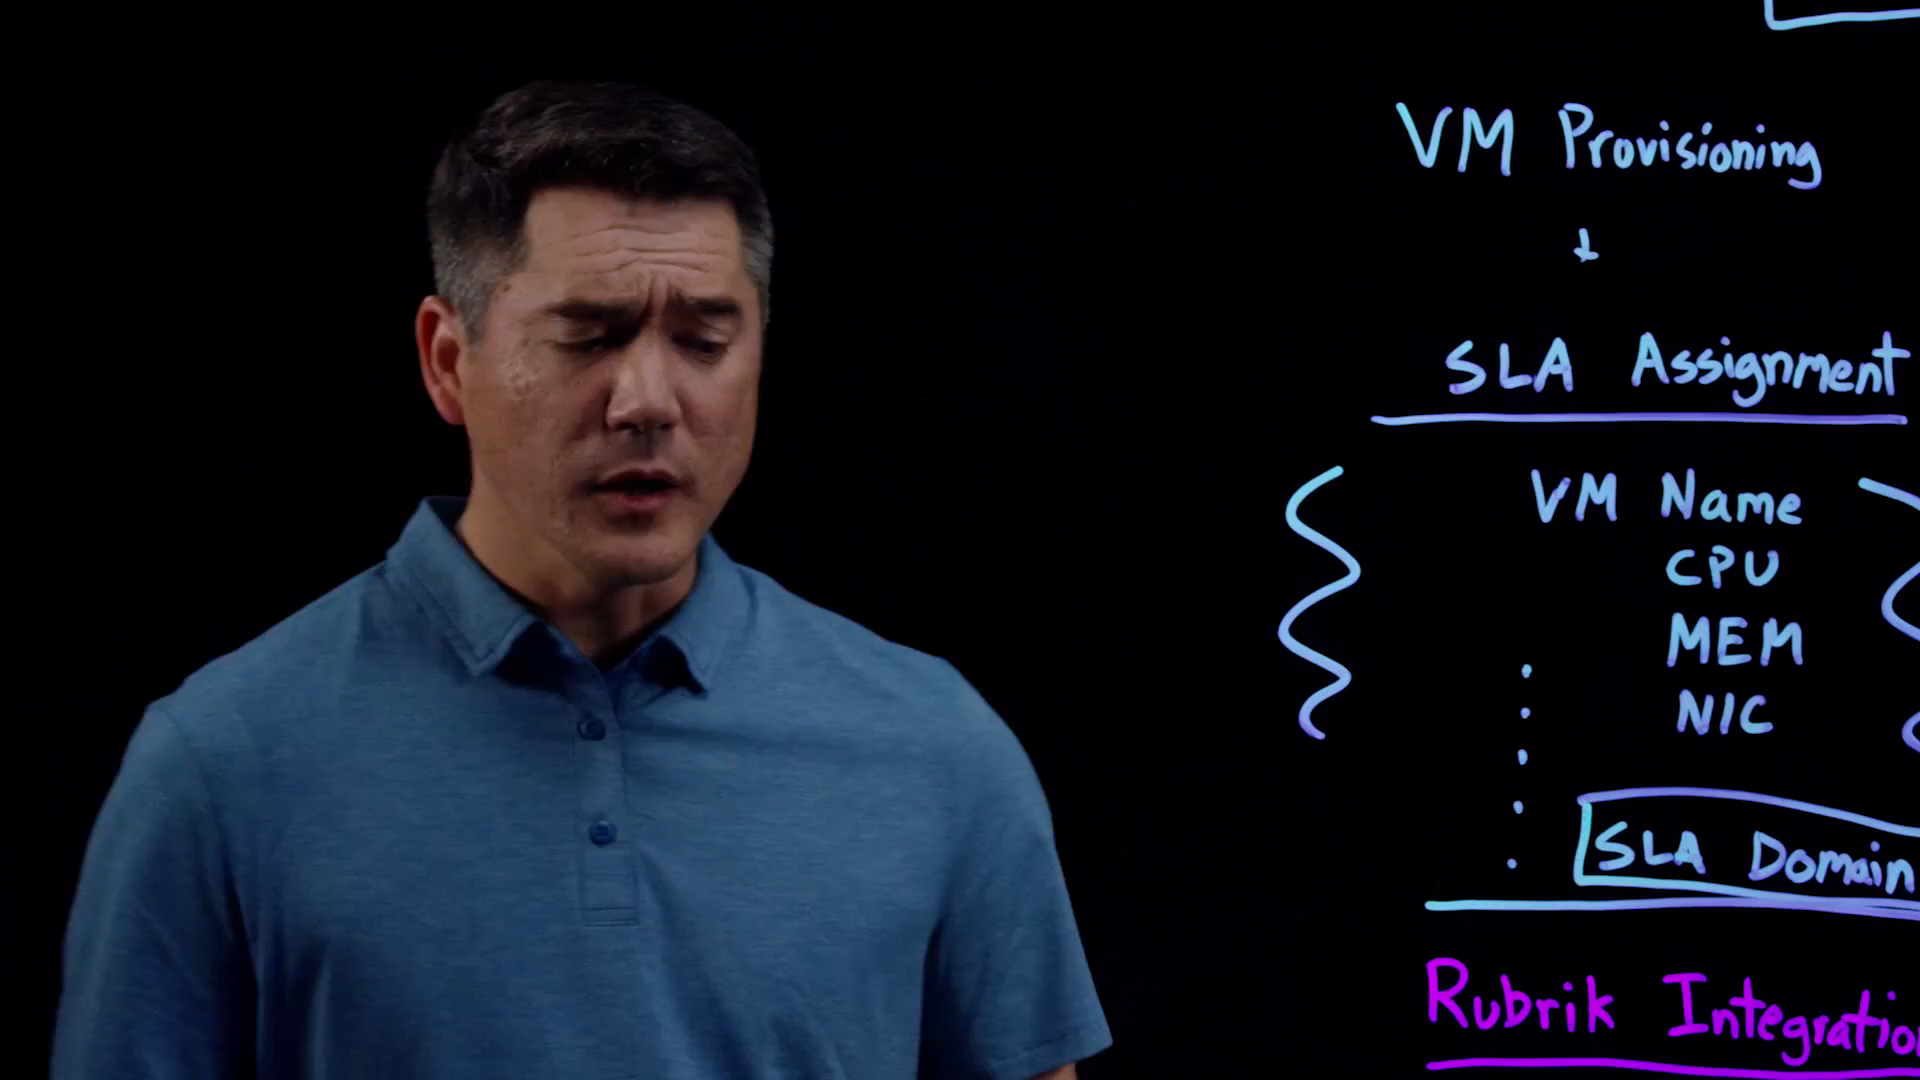 VM Provisioning
+
SLA Assignment
VM Name
CPU
MEM
NIC
SLA Domain
Rubrik Integration